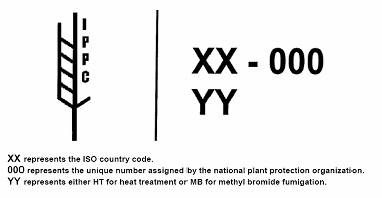 IPPC
XX - 000
YY
XX represents the ISO country code.
000 represents the unique number assigned by the national plant protection organization.
YY represents either HT for heat treatment or MB for methyl bromide fumigation.